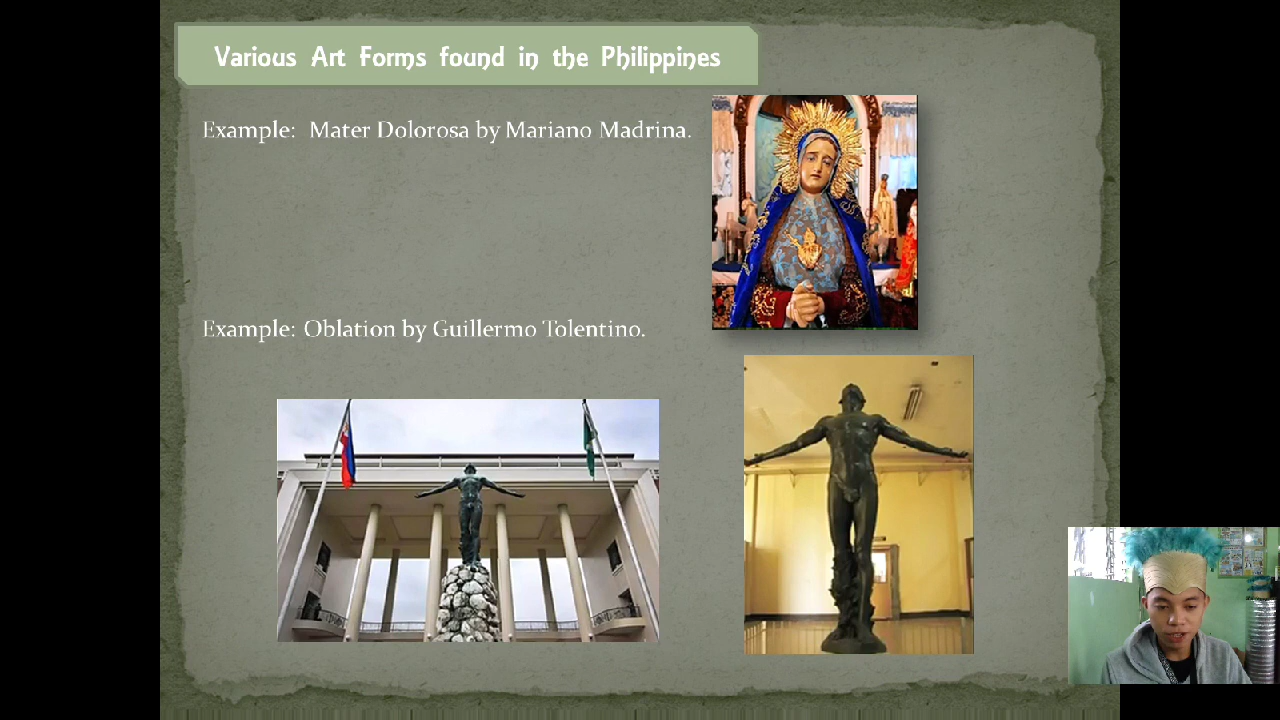 Various Art Forms found in the Philippines
Example: Mater Dolorosa by Mariano Madrina.
Example: Oblation by Guillermo Tolentino.